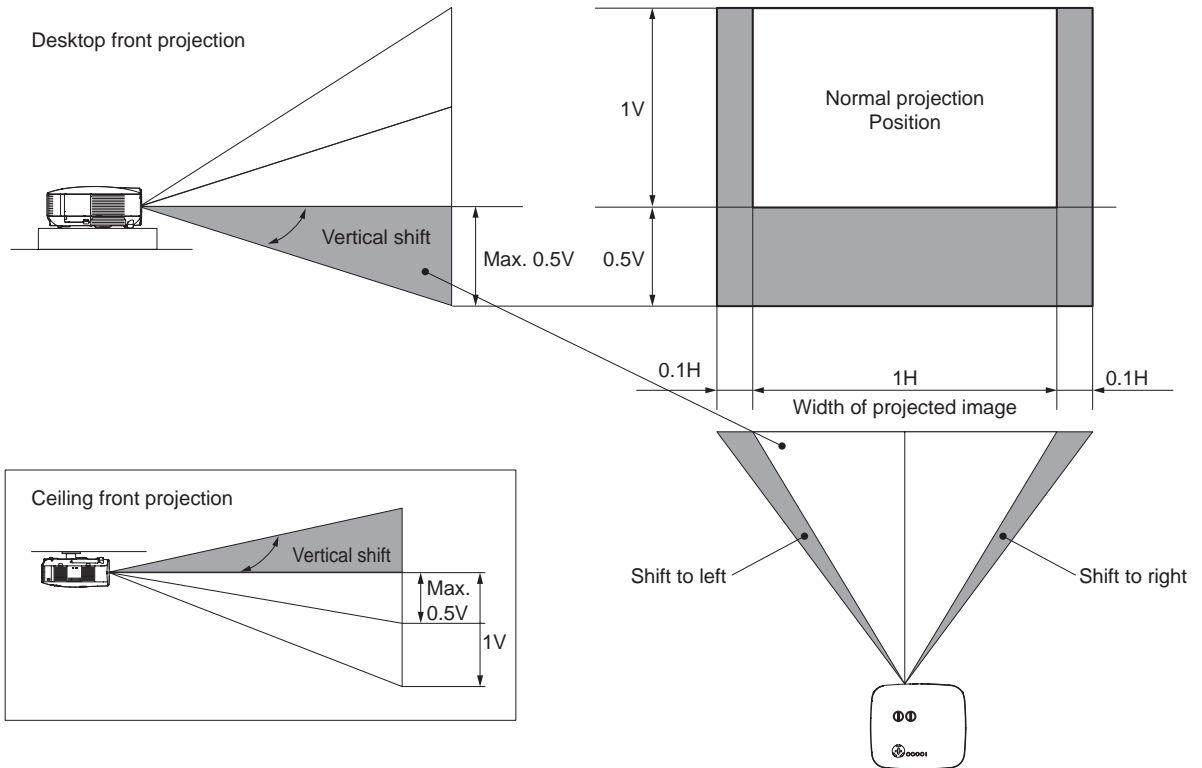 Desktop front projection
Vertical shift
Max. 0.5V
1V
0.5V
Normal projection
Position
0.1H
1H
0.1H
Width of projected image
Ceiling front projection
Vertical shift
Max.
0.5V
1V
Shift to left
Shift to right